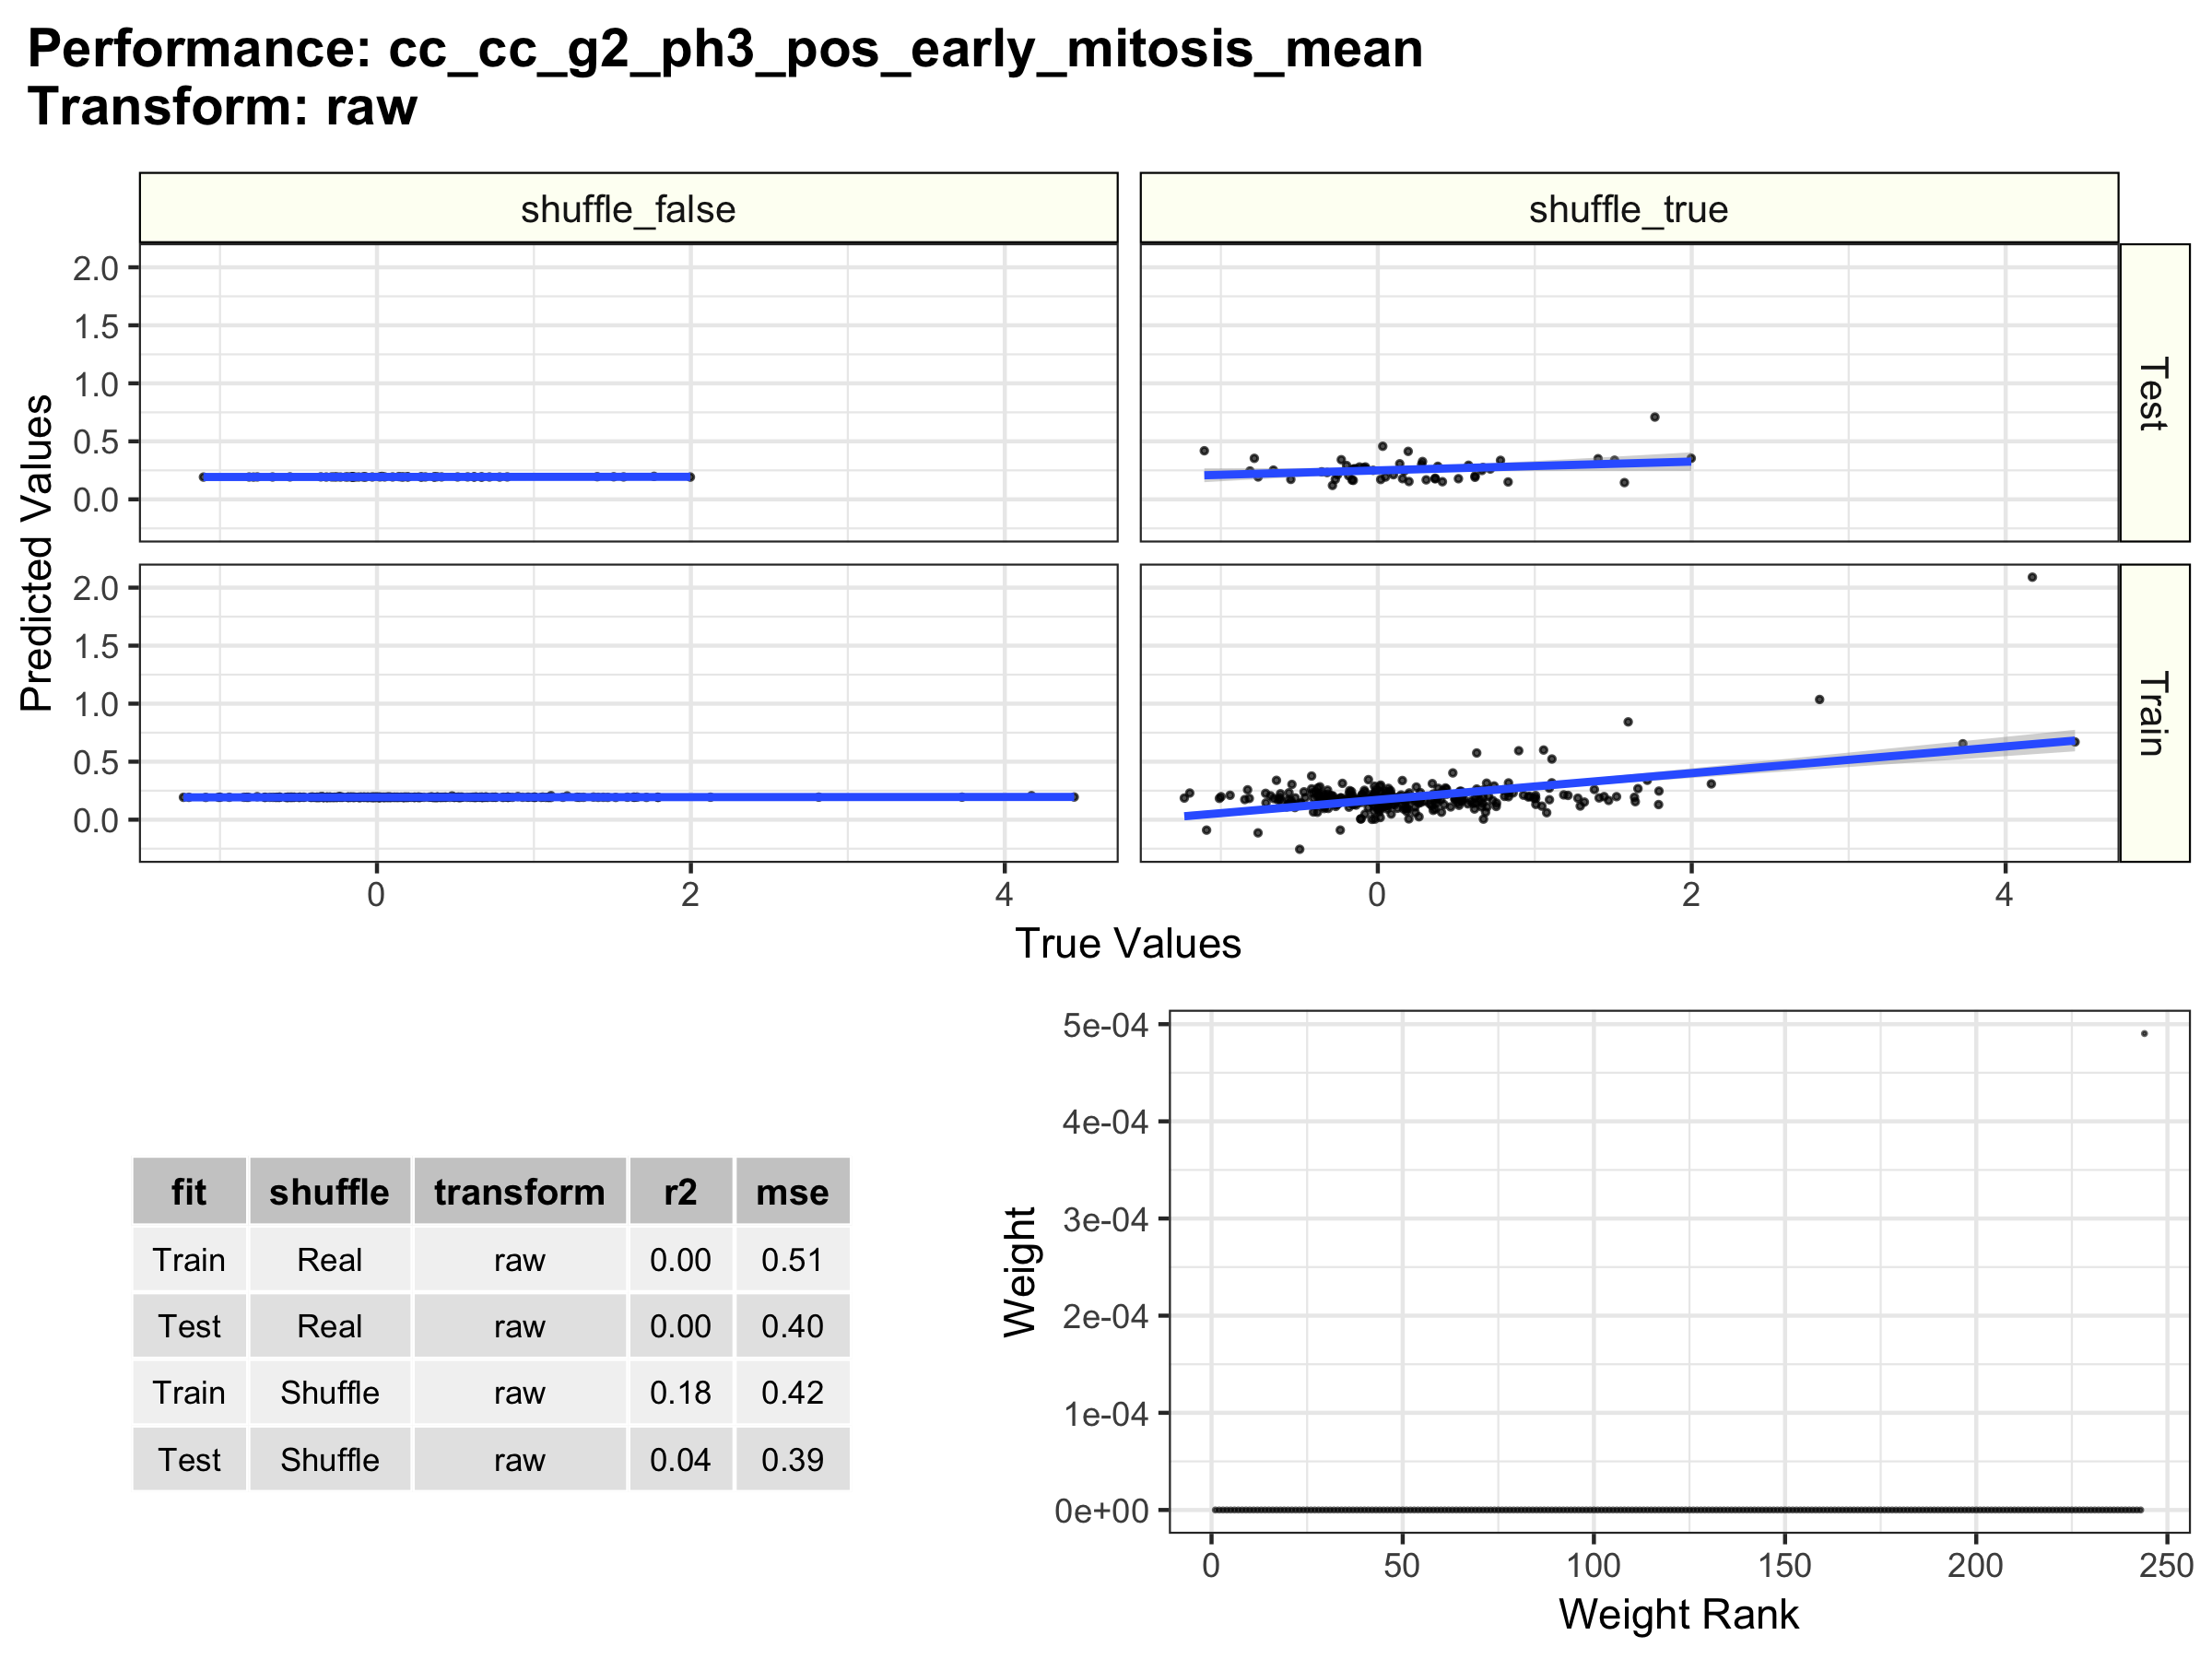 Performance: cc_cc_g2_ph3_pos_early_mitosis_mean
Transform: raw
shuffle_false
shuffle_true
2.0
1.5
1.0
0.5
0.0
Test
2.0
1.5
1.0
0.5
0.0
Train
Predicted Values
0 2 4
0 2 4
True Values
fit shuffle transform r2 mse
Train Real raw 0.00 0.51
Test Real raw 0.00 0.40
Train Shuffle raw 0.18 0.42
Test Shuffle raw 0.04 0.39
5e-04
4e-04
3e-04
2e-04
1e-04
0e+00
Weight
0 50 100 150 200 250
Weight Rank